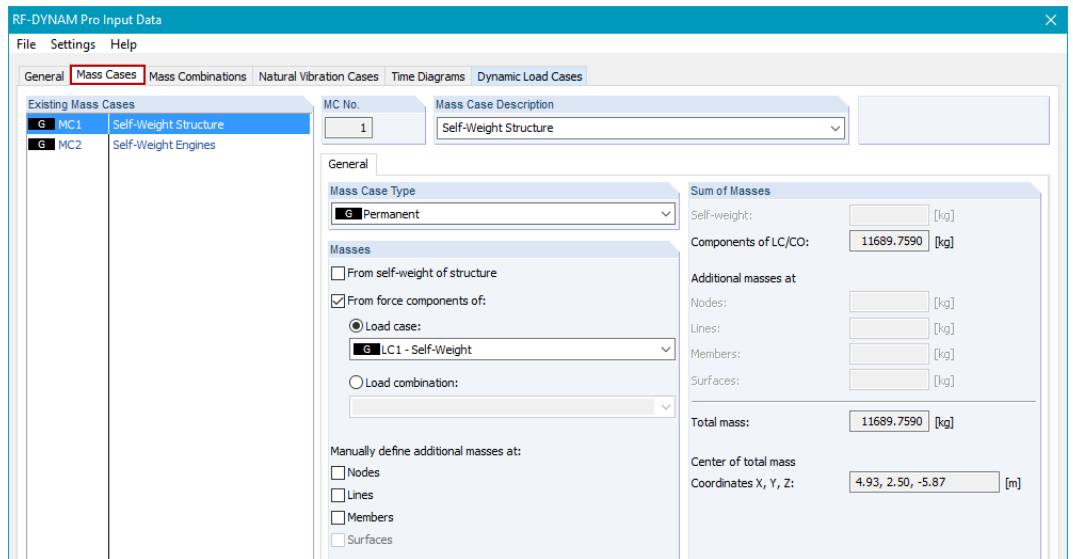 RF-DYNAM Pro Input Data
File Settings Help
General Mass Cases Mass Combinations Natural Vibration Cases Time Diagrams Dynamic Load Cases
Existing Mass Cases
G MC1 Self-Weight Structure
G MC2 Self-Weight Engines
MC No.
1
Mass Case Description
Self-Weight Structure
General
Mass Case Type
G Permanent
Masses
From self-weight of structure
From force components of:
Load case:
G LC1 - Self-Weight
Load combination:
Manually define additional masses at:
Nodes
Lines
Members
Surfaces
Sum of Masses
Self-weight: [kg]
Components of LC/CO: 11689.7590 [kg]
Additional masses at
Nodes: [kg]
Lines: [kg]
Members: [kg]
Surfaces: [kg]
Total mass: 11689.7590 [kg]
Center of total mass
Coordinates X, Y, Z: 4.93, 2.50, -5.87 [m]